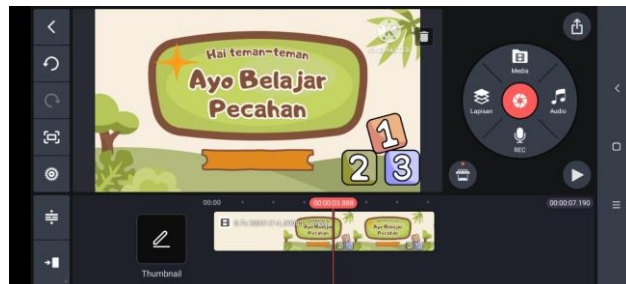 Hai teman-teman
Ayo Belajar
Pecahan
1
2 3
Media
Lapisan
Audio
REC
00:00
00:00:03.888
00:00:07.190
Ayo Belajar
Pecahan
Ayo Belajar
Pecahan
Thumbnail